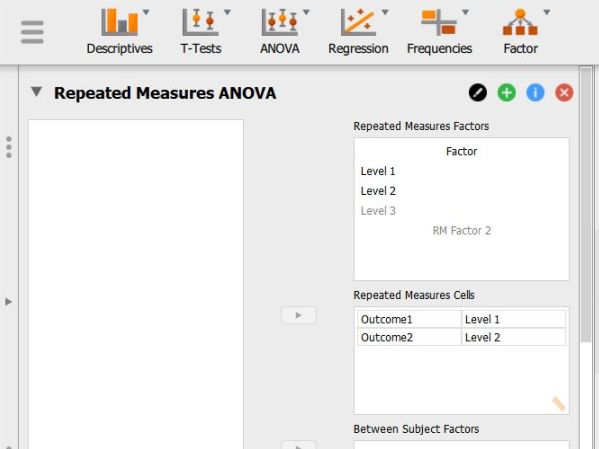 Descriptives T-Tests ANOVA Regression Frequencies Factor
Repeated Measures ANOVA
Repeated Measures Factors
Factor
Level 1
Level 2
Level 3
RM Factor 2
Repeated Measures Cells
Outcome1 Level 1
Outcome2 Level 2
Between Subject Factors